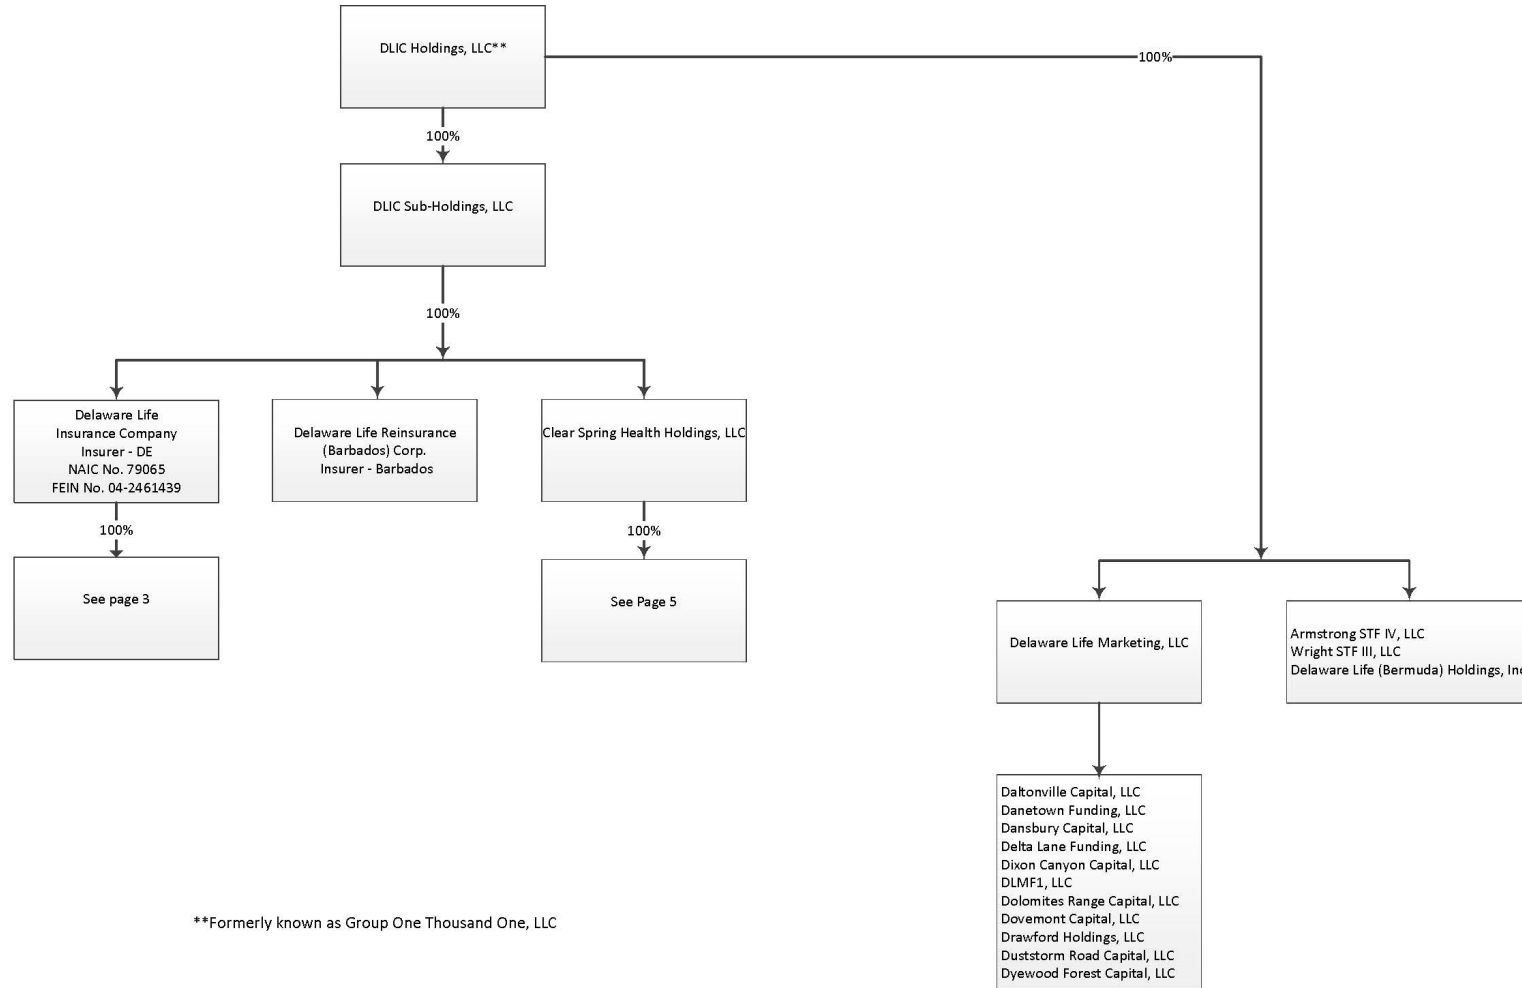 DLIC Holdings, LLC**
100%
100%
DLIC Sub-Holdings, LLC
100%
Delaware Life
Insurance Company
Insurer - DE
NAIC No. 79065
FEIN No. 04-2461439
Delaware Life Reinsurance
(Barbados) Corp.
Insurer - Barbados
Clear Spring Health Holdings, LLC
100%
100%
See page 3
See Page 5
Delaware Life Marketing, LLC
Armstrong STF IV, LLC
Wright STF III, LLC
Delaware Life (Bermuda) Holdings, Inc
Daltonville Capital, LLC
Danetown Funding, LLC
Dansbury Capital, LLC
Delta Lane Funding, LLC
Dixon Canyon Capital, LLC
DLMF1, LLC
Dolomites Range Capital, LLC
Dovemont Capital, LLC
Drawford Holdings, LLC
Duststorm Road Capital, LLC
Dyewood Forest Capital, LLC
**Formerly known as Group One Thousand One, LLC